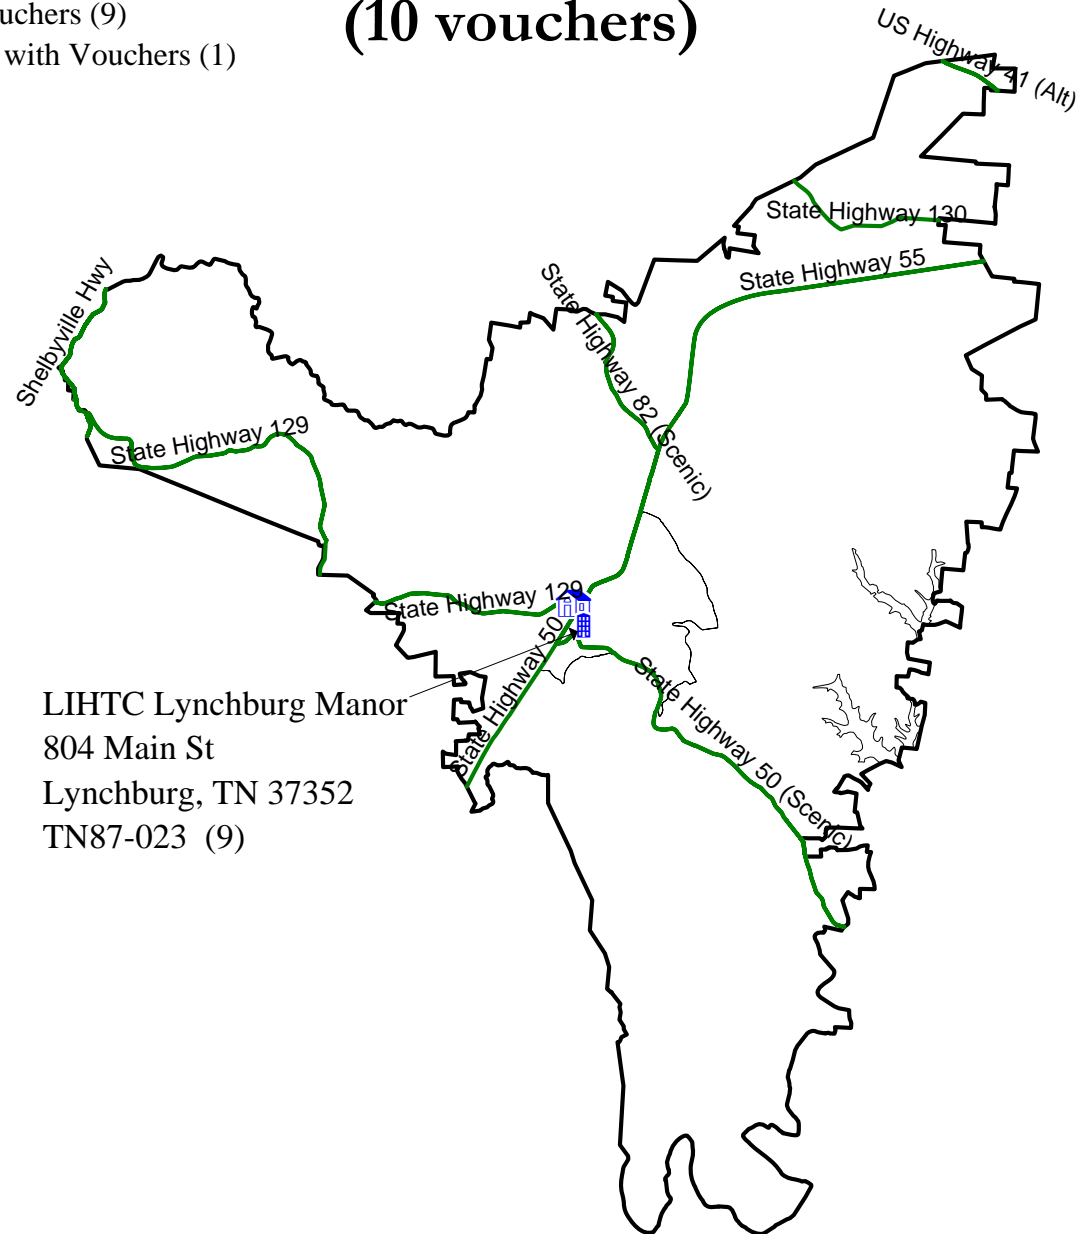 uchers (9)
with Vouchers (1)
(10 vouchers)
US Highway 41 (Alt)
State Highway 130
State Highway 55
Shelbyville Hwy
State Highway 82 (Scenic)
State Highway 129
State Highway 129
State Highway 50
State Highway 50 (Scenic)
LIHTC Lynchburg Manor
804 Main St
Lynchburg, TN 37352
TN87-023 (9)